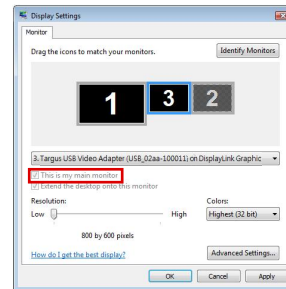 Display Settings
Monitor
Drag the icons to match your monitors.
Identify Monitors
1
3
2
3. Targus USB Video Adapter (USB_02aa-100011) on DisplayLink Graphic
This is my main monitor
Extend the desktop onto this monitor
Resolution:
Colors:
Low
High
Highest (32 bit)
800 by 600 pixels
How do I get the best display?
Advanced Settings...
OK
Cancel
Apply